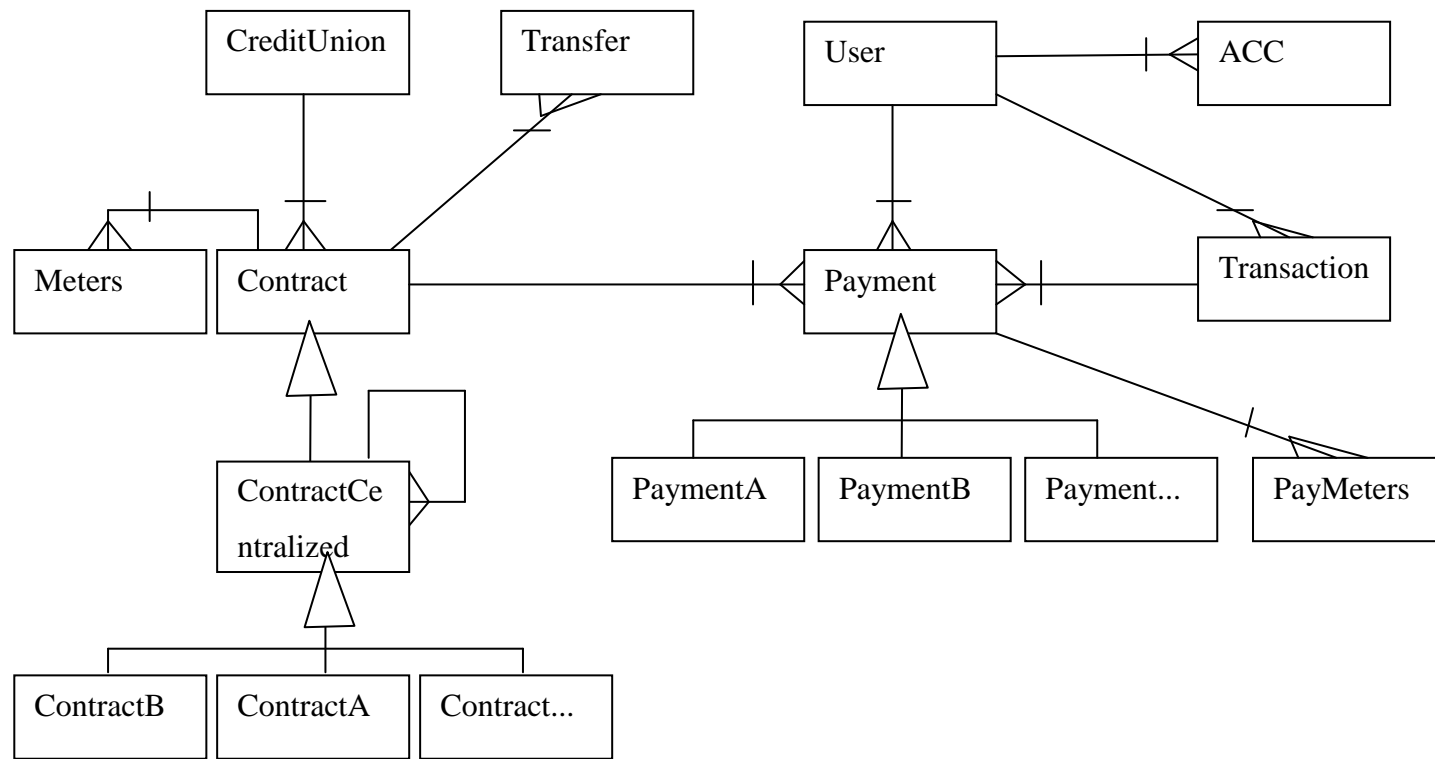 CreditUnion
Transfer
User
ACC
Meters
Contract
Payment
Transaction
ContractCe
ntralized
PaymentA
PaymentB
Payment...
PayMeters
ContractB
ContractA
Contract...